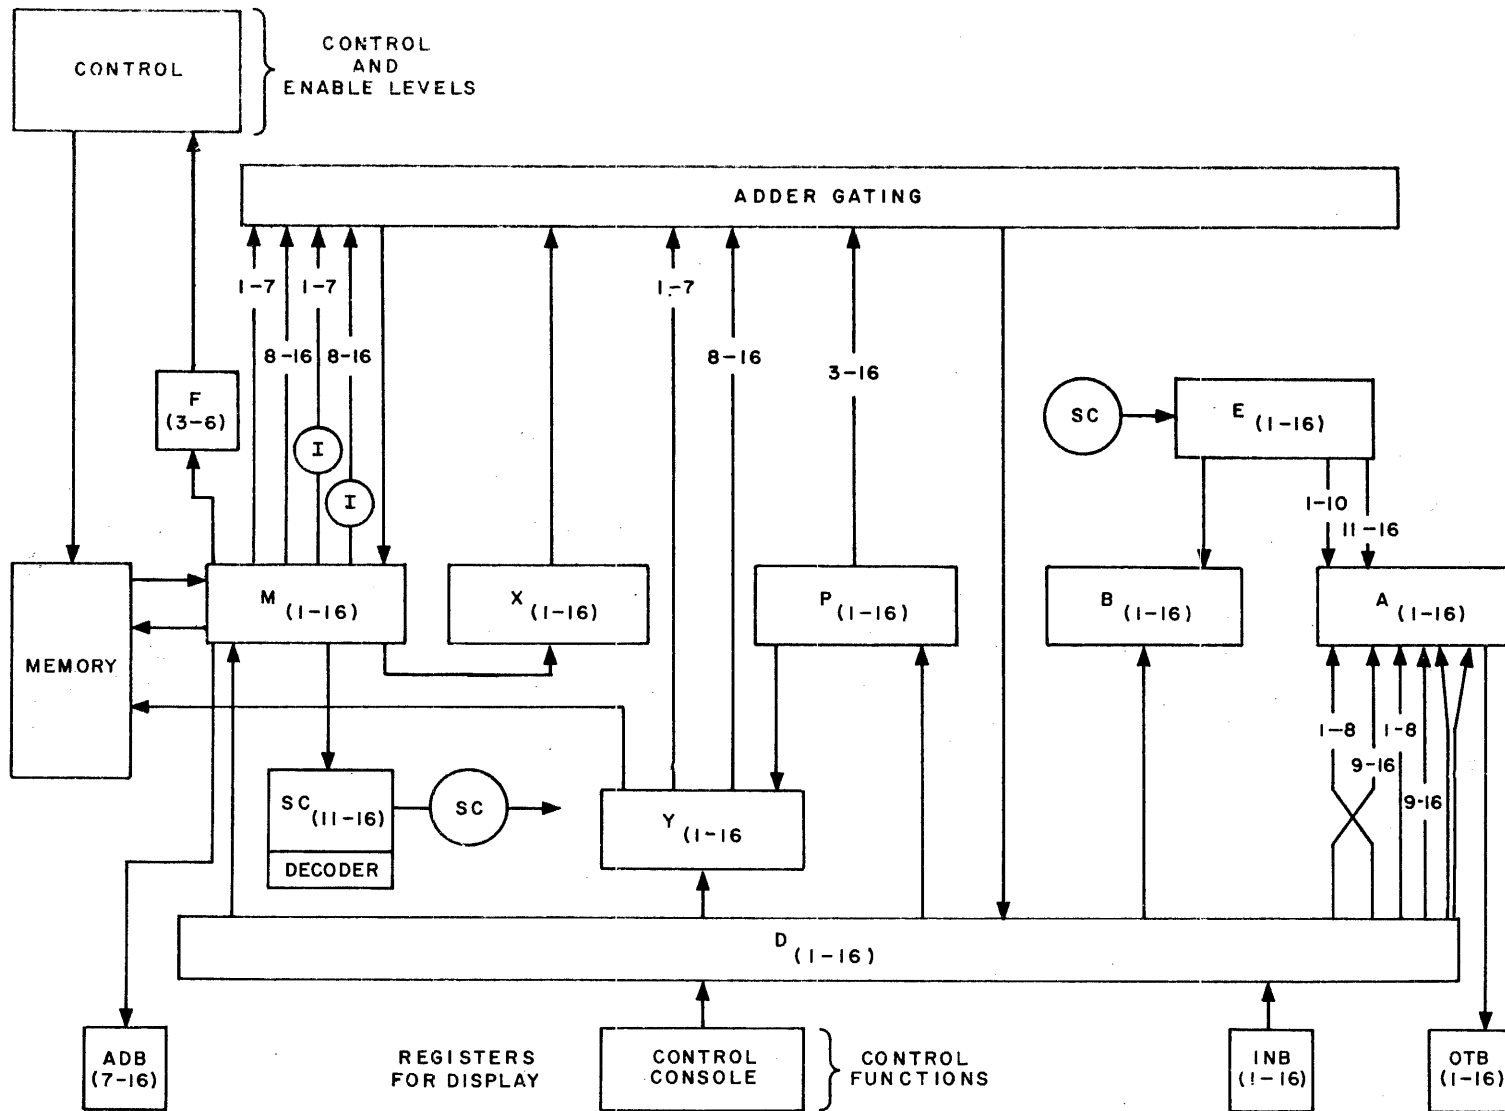 CONTROL
CONTROL
AND
ENABLE LEVELS
ADDER GATING
1-7
1-7
1-7
8-16
8-16
8-16
3-16
F
(3-6)
SC
E (1-16)
I
I
1-10
11-16
M (1-16)
X (1-16)
P (1-16)
B (1-16)
A (1-16)
MEMORY
1-8
1-8
9-16
9-16
SC (11-16)
DECODER
SC
Y (1-16
D (1-16)
ADB
(7-16)
REGISTERS
FOR DISPLAY
CONTROL
CONSOLE
CONTROL
FUNCTIONS
INB
(1-16)
OTB
(1-16)